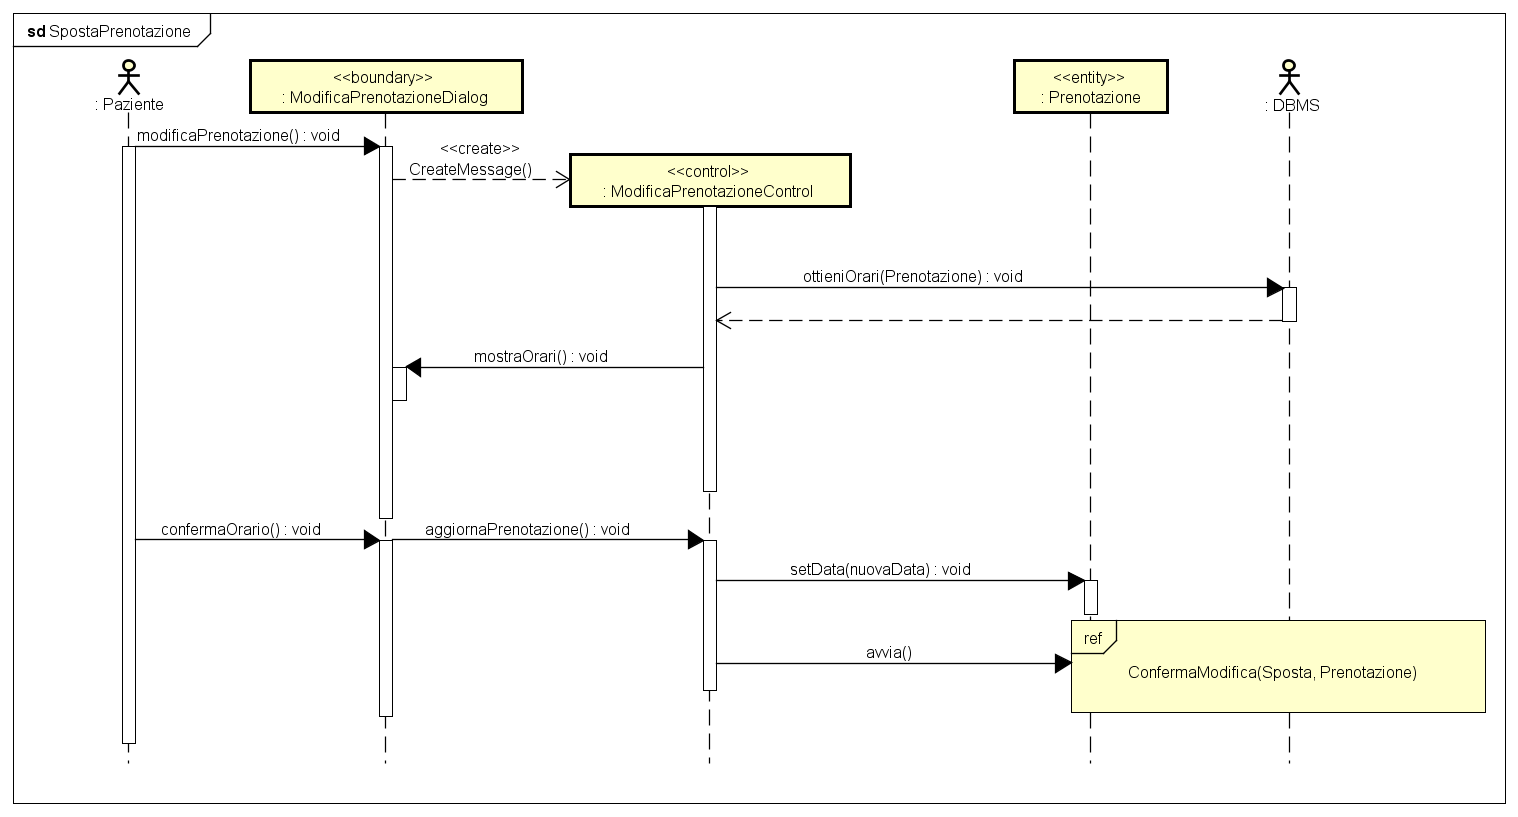 sd SpostaPrenotazione
<<boundary>>
: ModificaPrenotazioneDialog
<<entity>>
: Prenotazione
: Paziente
: DBMS
modificaPrenotazione() : void
<<create>>
CreateMessage()
<<control>>
: ModificaPrenotazioneControl
ottieniOrari(Prenotazione) : void
mostraOrari() : void
confermaOrario() : void
aggiornaPrenotazione() : void
setData(nuovaData) : void
ref
avvia()
ConfermaModifica(Sposta, Prenotazione)